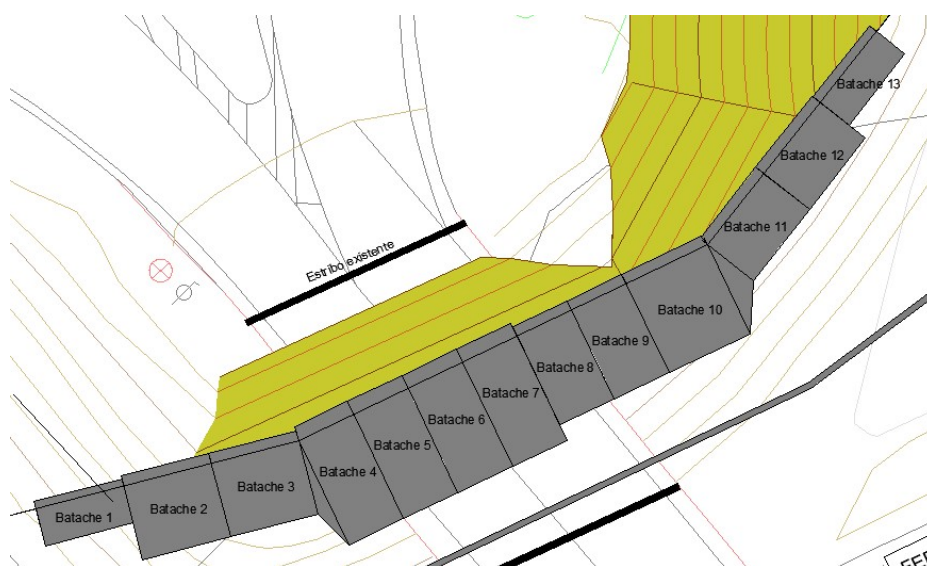 Batache 13
Batache 12
Batache 11
Estribo existente
Batache 10
Batache 9
Batache 8
Batache 7
Batache 6
Batache 5
Batache 4
Batache 3
Batache 2
Batache 1